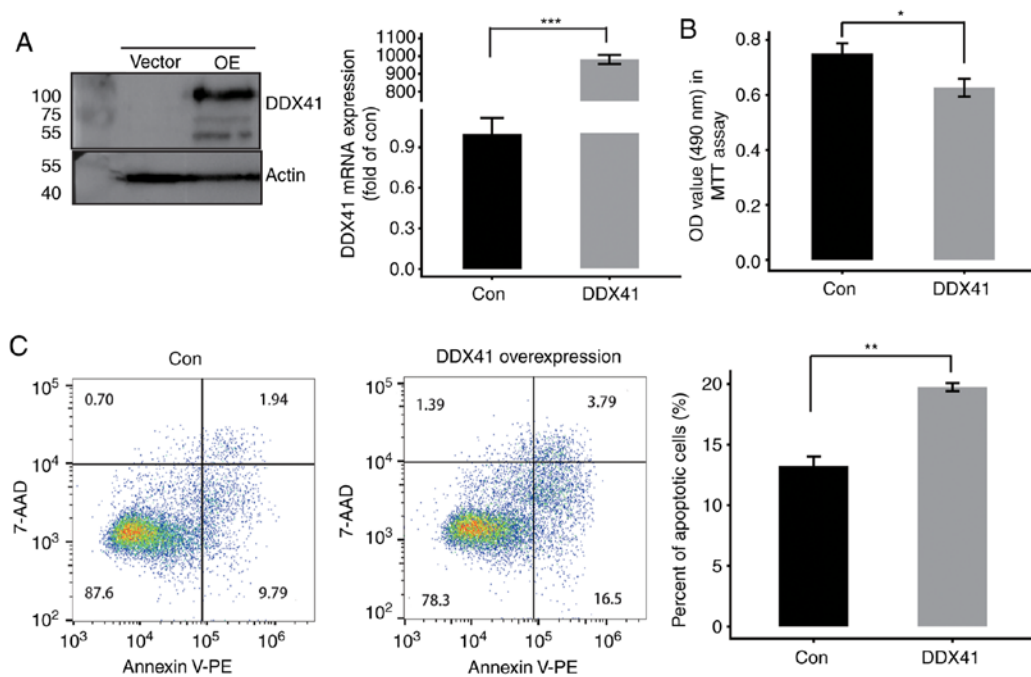 A
Vector OE
100
75
55
DDX41
55
40
Actin
DDX41 mRNA expression
(fold of con)
1100
1000
900
800
0.9
0.6
0.3
0.0
***
Con DDX41
B
OD value (490 nm) in
MTT assay
0.8
0.6
0.4
0.2
0.0
*
Con DDX41
C
Con
7-AAD
10⁵
10⁴
10³
10²
0.70 1.94
87.6 9.79
10³ 10⁴ 10⁵ 10⁶
Annexin V-PE
DDX41 overexpression
7-AAD
10⁵
10⁴
10³
10²
1.39 3.79
78.3 16.5
10³ 10⁴ 10⁵ 10⁶
Annexin V-PE
Percent of apoptotic cells (%)
20
15
10
5
0
**
Con DDX41